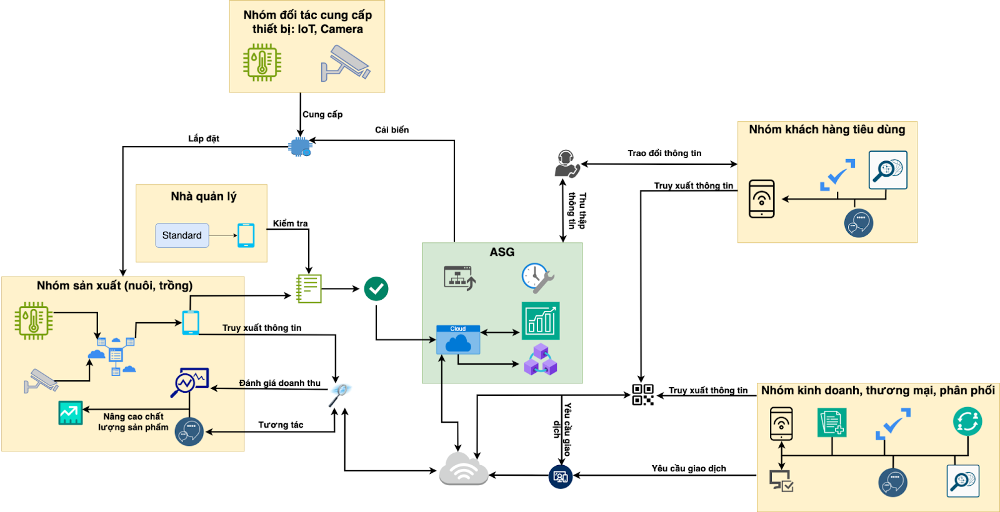 Nhóm đối tác cung cấp
thiết bị: IoT, Camera
Cung cấp
Cải biến
Lắp đặt
Nhóm khách hàng tiêu dùng
Trao đổi thông tin
Truy xuất thông tin
Thu thập
thông tin
Nhà quản lý
Standard
Kiểm tra
ASG
Cloud
Nhóm sản xuất (nuôi, trồng)
Truy xuất thông tin
Đánh giá doanh thu
Nâng cao chất
lượng sản phẩm
Tương tác
Yêu cầu giao
dịch
Truy xuất thông tin
Nhóm kinh doanh, thương mại, phân phối
Yêu cầu giao dịch